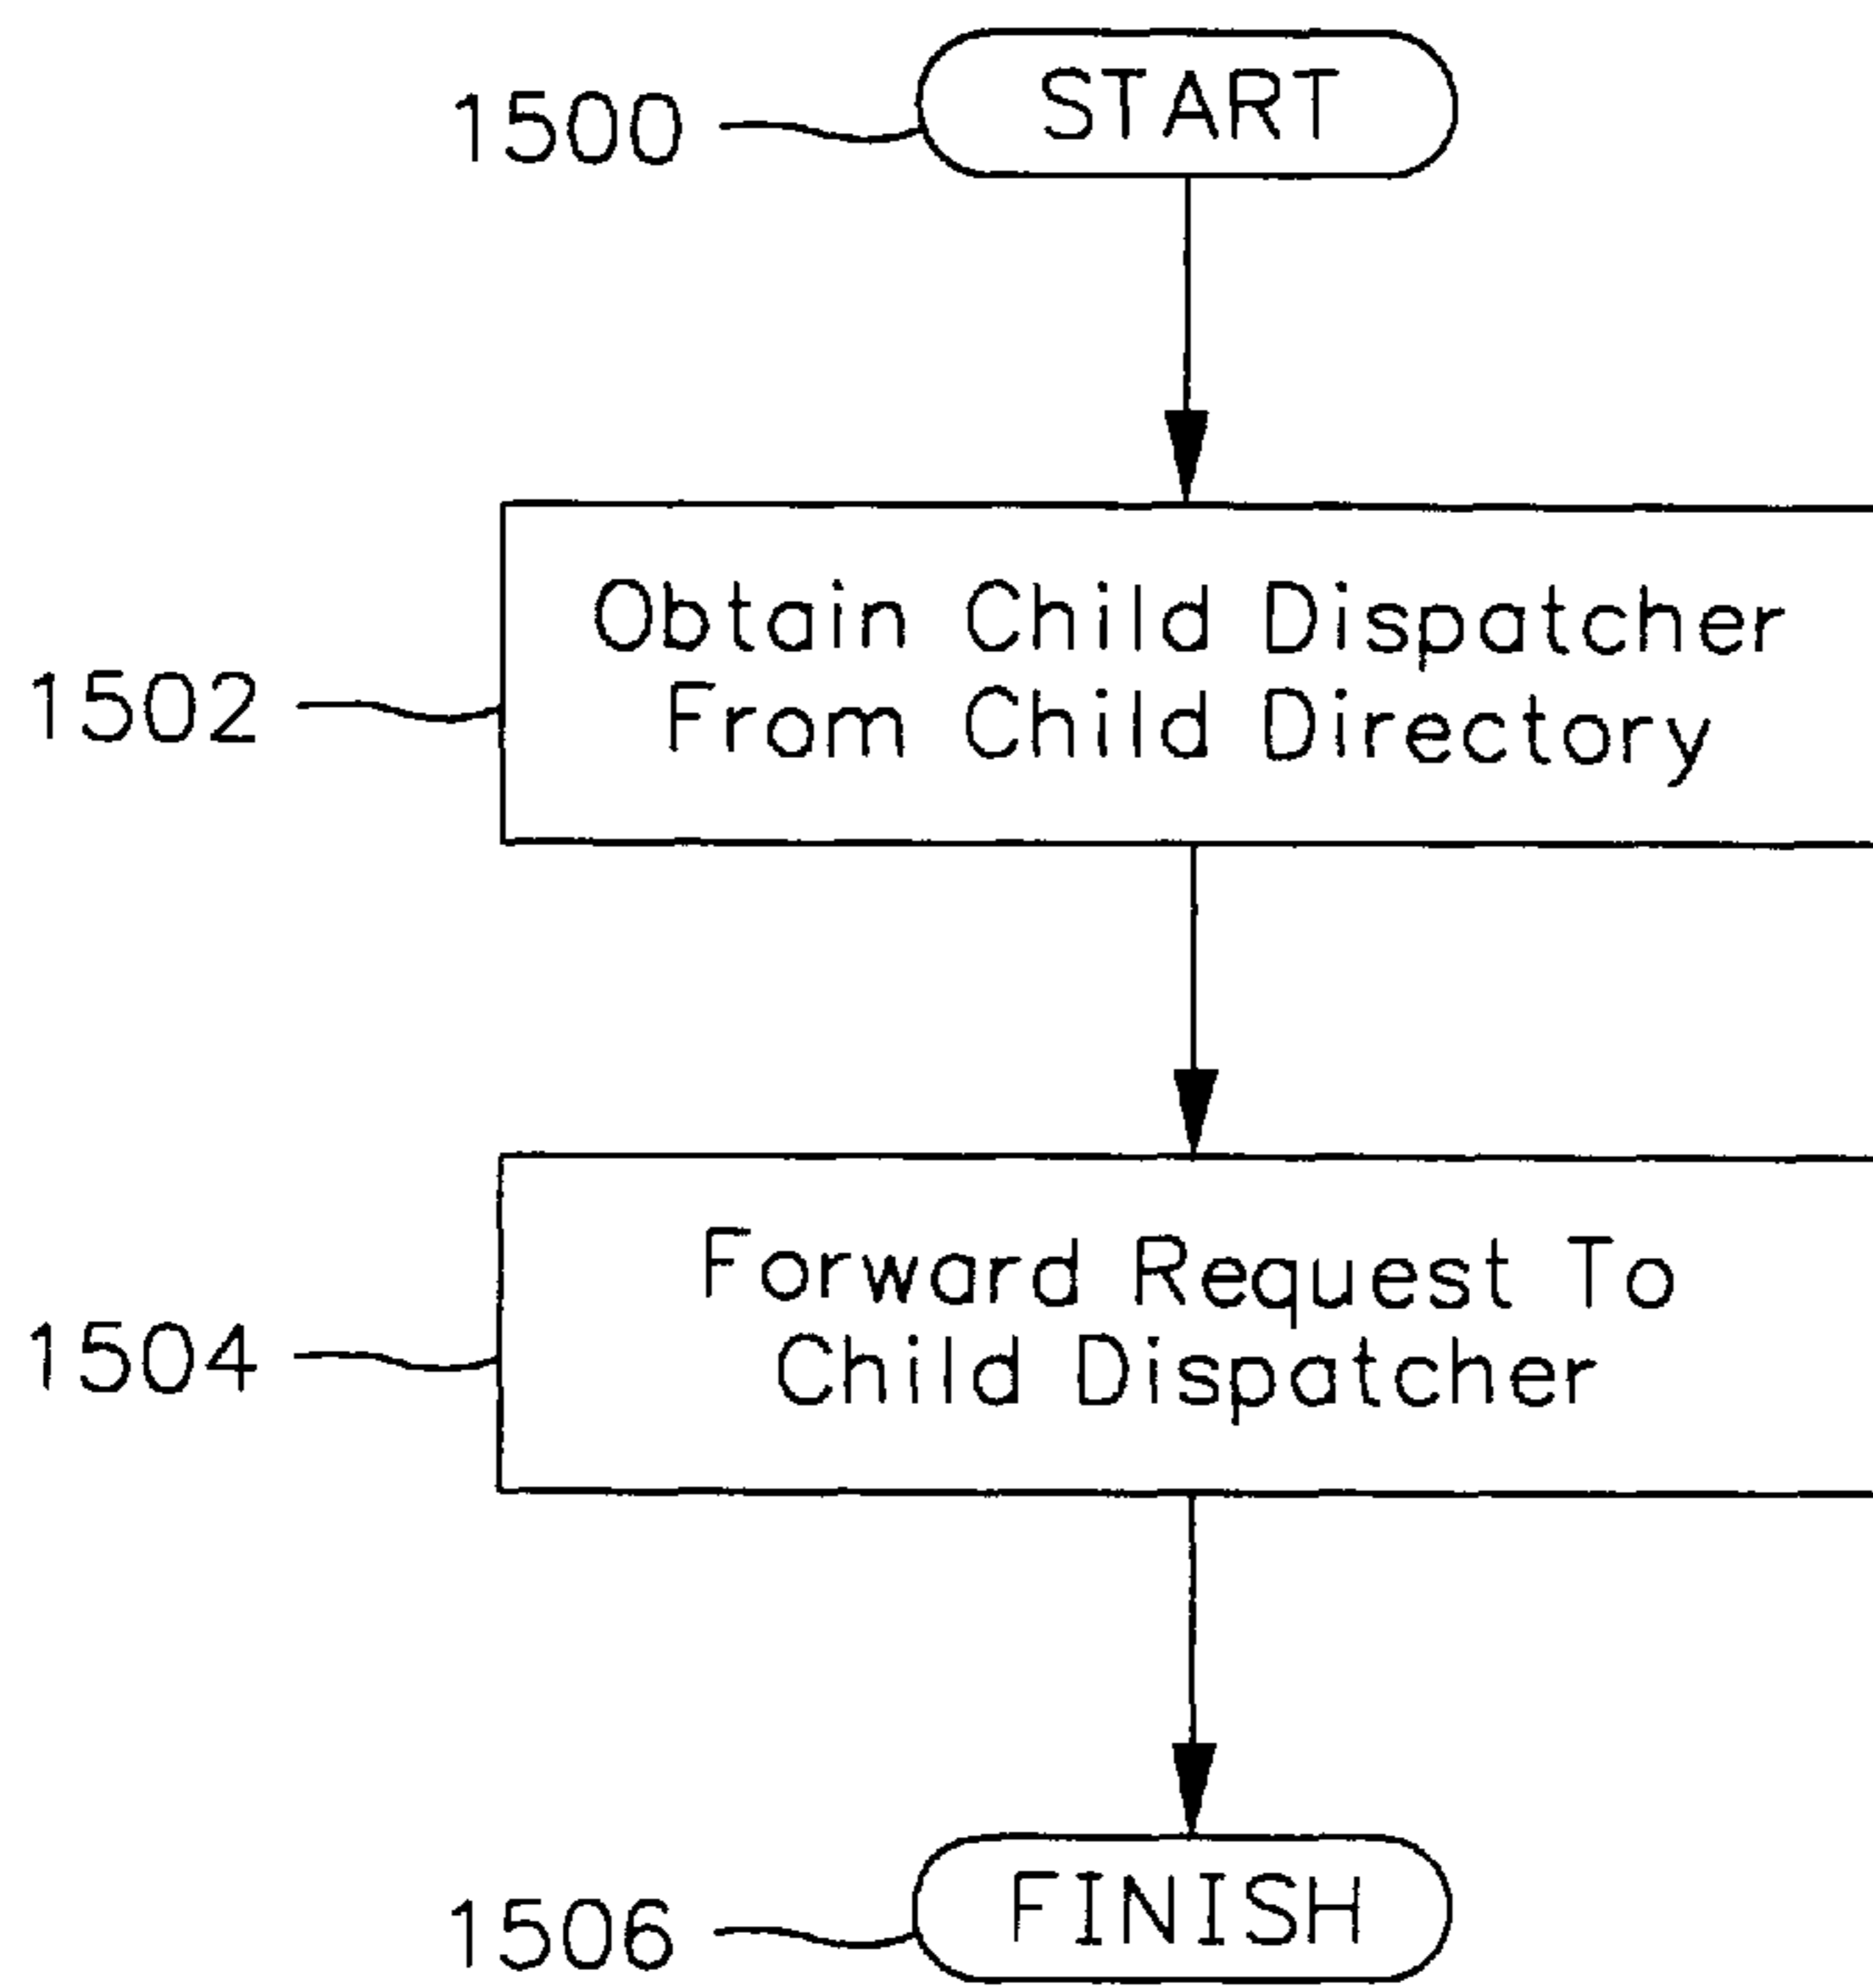 1500 START
1502 Obtain Child Dispatcher
From Child Directory
1504 Forward Request To
Child Dispatcher
1506 FINISH